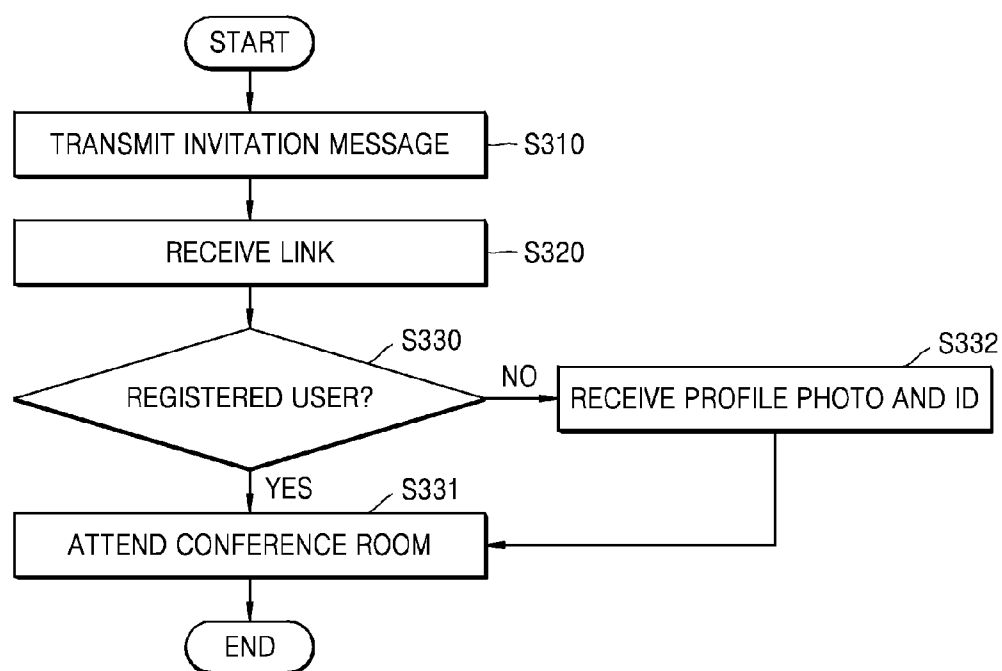 START
TRANSMIT INVITATION MESSAGE
S310
RECEIVE LINK
S320
S330
REGISTERED USER?
NO
S332
RECEIVE PROFILE PHOTO AND ID
YES
S331
ATTEND CONFERENCE ROOM
END